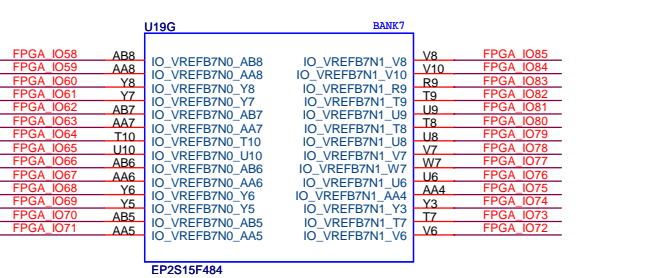 U19G BANK7
FPGA_IO58 AB8 IO_VREFB7N0_AB8 IO_VREFB7N1_V8 V8 FPGA_IO85
FPGA_IO59 AA8 IO_VREFB7N0_AA8 IO_VREFB7N1_V10 V10 FPGA_IO84
FPGA_IO60 Y8 IO_VREFB7N0_Y8 IO_VREFB7N1_R9 R9 FPGA_IO83
FPGA_IO61 Y7 IO_VREFB7N0_Y7 IO_VREFB7N1_T9 T9 FPGA_IO82
FPGA_IO62 AB7 IO_VREFB7N0_AB7 IO_VREFB7N1_U9 U9 FPGA_IO81
FPGA_IO63 AA7 IO_VREFB7N0_AA7 IO_VREFB7N1_T8 T8 FPGA_IO80
FPGA_IO64 T10 IO_VREFB7N0_T10 IO_VREFB7N1_U8 U8 FPGA_IO79
FPGA_IO65 U10 IO_VREFB7N0_U10 IO_VREFB7N1_V7 V7 FPGA_IO78
FPGA_IO66 AB6 IO_VREFB7N0_AB6 IO_VREFB7N1_W7 W7 FPGA_IO77
FPGA_IO67 AA6 IO_VREFB7N0_AA6 IO_VREFB7N1_U6 U6 FPGA_IO76
FPGA_IO68 Y6 IO_VREFB7N0_Y6 IO_VREFB7N1_AA4 AA4 FPGA_IO75
FPGA_IO69 Y5 IO_VREFB7N0_Y5 IO_VREFB7N1_Y3 Y3 FPGA_IO74
FPGA_IO70 AB5 IO_VREFB7N0_AB5 IO_VREFB7N1_T7 T7 FPGA_IO73
FPGA_IO71 AA5 IO_VREFB7N0_AA5 IO_VREFB7N1_V6 V6 FPGA_IO72
EP2S15F484